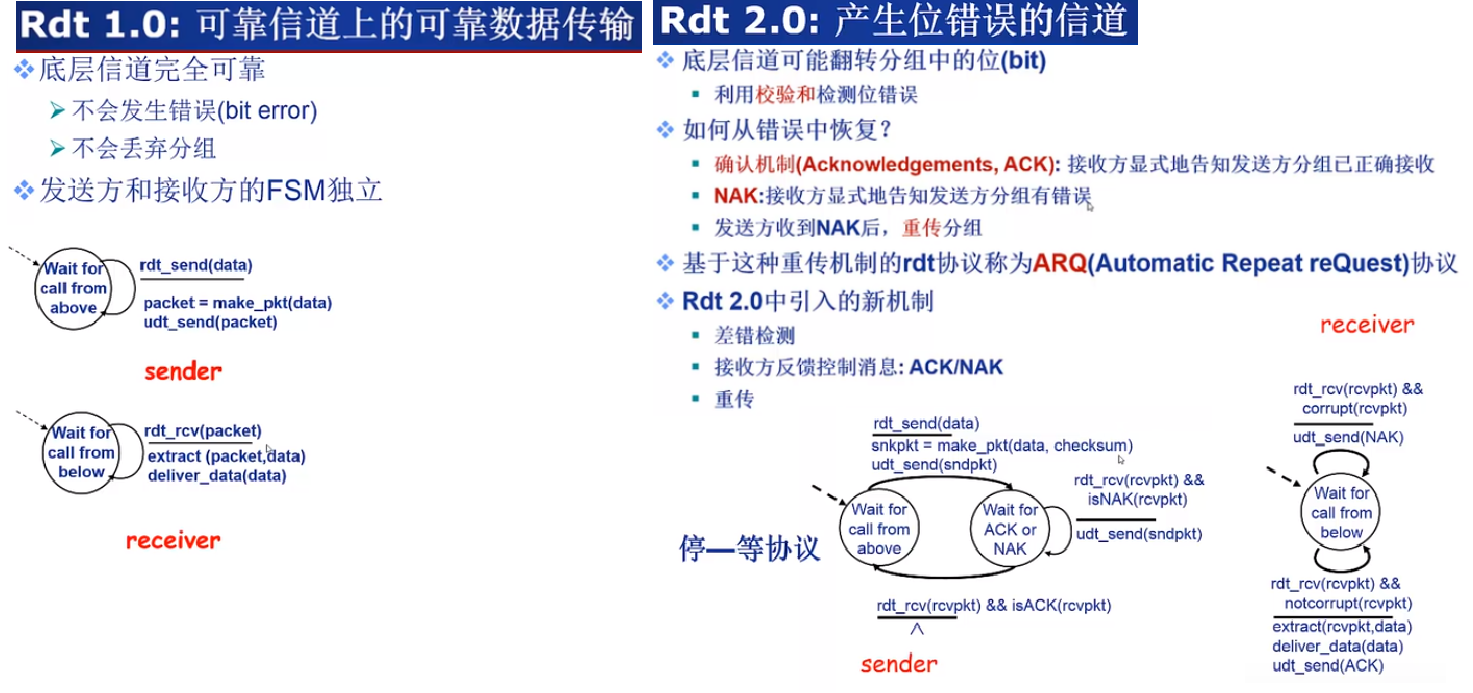 Rdt 1.0: 可靠信道上的可靠数据传输
底层信道完全可靠
不会发生错误(bit error)
不会丢弃分组
发送方和接收方的FSM独立
Wait for
call from
above
rdt_send(data)
packet = make_pkt(data)
udt_send(packet)
sender
Wait for
call from
below
rdt_rcv(packet)
extract (packet,data)
deliver_data(data)
receiver
Rdt 2.0: 产生位错误的信道
底层信道可能翻转分组中的位(bit)
利用校验和检测位错误
如何从错误中恢复？
确认机制(Acknowledgements, ACK): 接收方显式地告知发送方分组已正确接收
NAK:接收方显式地告知发送方分组有错误
发送方收到NAK后，重传分组
基于这种重传机制的rdt协议称为ARQ(Automatic Repeat reQuest)协议
Rdt 2.0中引入的新机制
差错检测
接收方反馈控制消息: ACK/NAK
重传
停—等协议
rdt_send(data)
snkpkt = make_pkt(data, checksum)
udt_send(sndpkt)
Wait for
call from
above
Wait for
ACK or
NAK
rdt_rcv(rcvpkt) &&
isNAK(rcvpkt)
udt_send(sndpkt)
rdt_rcv(rcvpkt) && isACK(rcvpkt)
Λ
sender
receiver
rdt_rcv(rcvpkt) &&
corrupt(rcvpkt)
udt_send(NAK)
Wait for
call from
below
rdt_rcv(rcvpkt) &&
notcorrupt(rcvpkt)
extract(rcvpkt,data)
deliver_data(data)
udt_send(ACK)